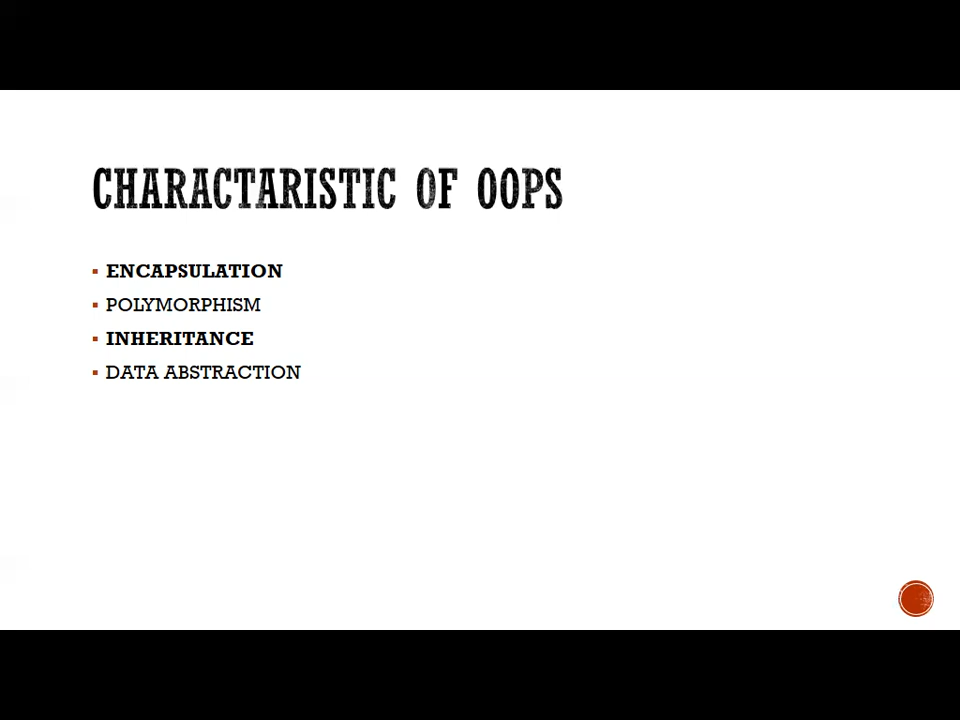 CHARACTARISTIC OF OOPS
▪ ENCAPSULATION
▪ POLYMORPHISM
▪ INHERITANCE
▪ DATA ABSTRACTION